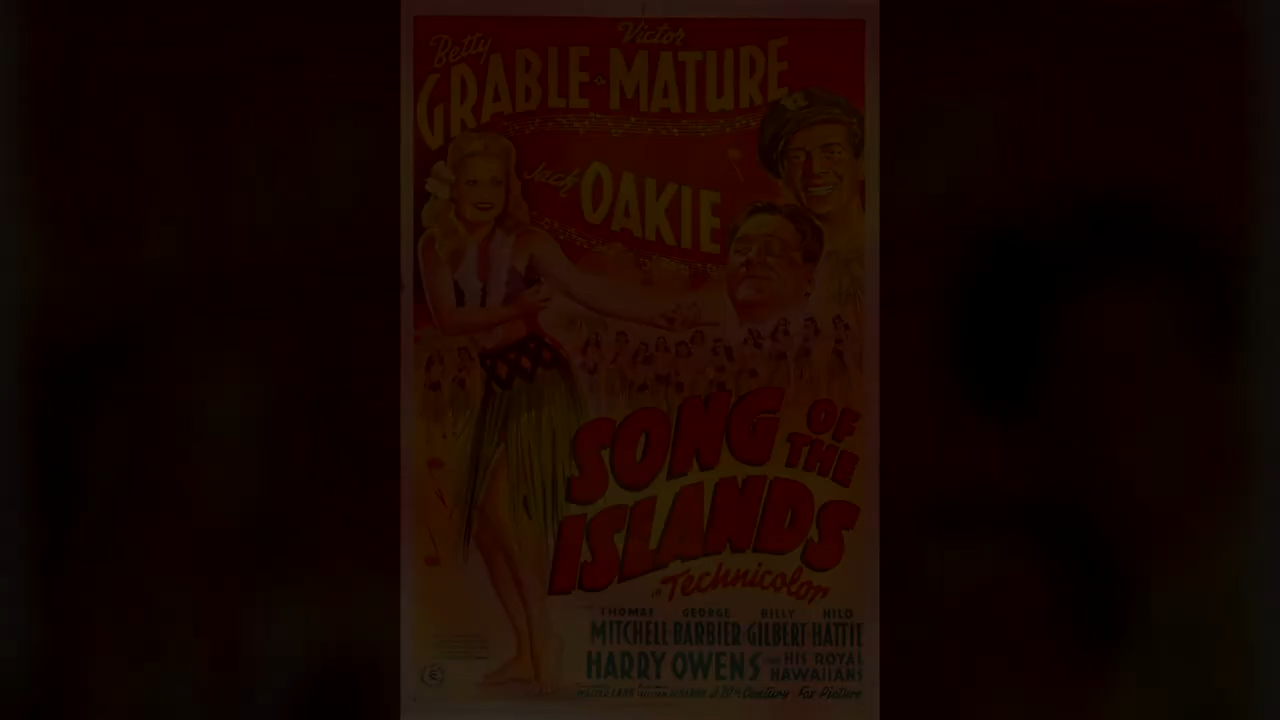 Betty Victor
GRABLE · MATURE
Jack OAKIE
SONG OF THE
ISLANDS
IN Technicolor
THOMAS GEORGE BILLY HILO
MITCHELL · BARBIER · GILBERT · HATTIE
HARRY OWENS AND HIS ROYAL HAWAIIANS
A 20th Century-Fox Picture